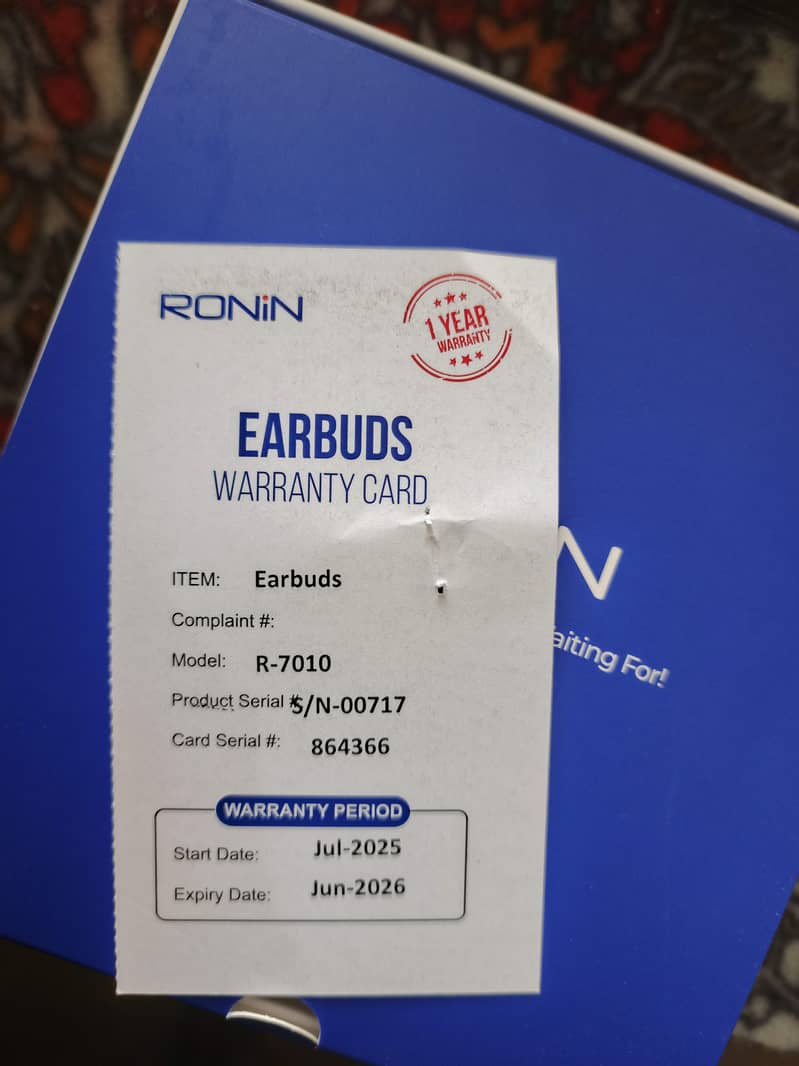 RONiN
1 YEAR
WARRANTY
EARBUDS
WARRANTY CARD
ITEM: Earbuds
Complaint #:
Model: R-7010
Product Serial #: S/N-00717
Card Serial #: 864366
WARRANTY PERIOD
Start Date: Jul-2025
Expiry Date: Jun-2026
N
aiting For!